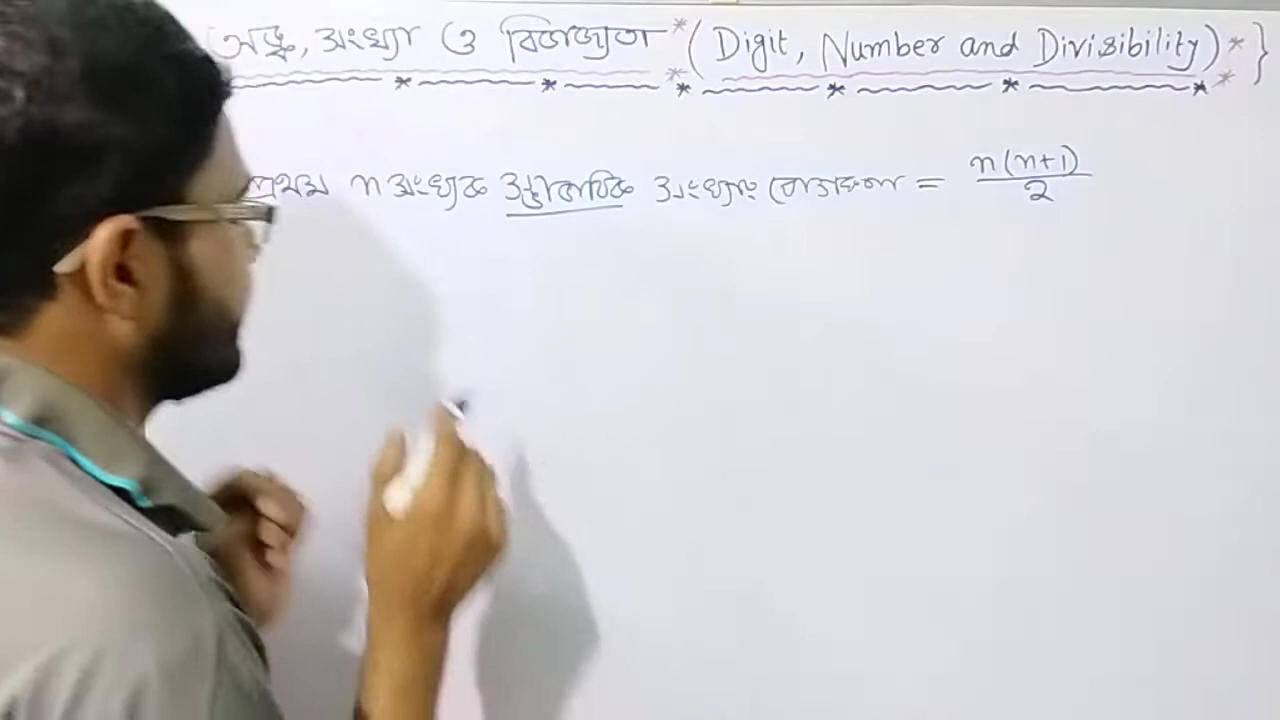 অঙ্ক, সংখ্যা ও বিভাজ্যতা * (Digit, Number and Divisibility) * }
প্রথম n সংখ্যক স্বাভাবিক সংখ্যার যোগফল = n(n+1)/2